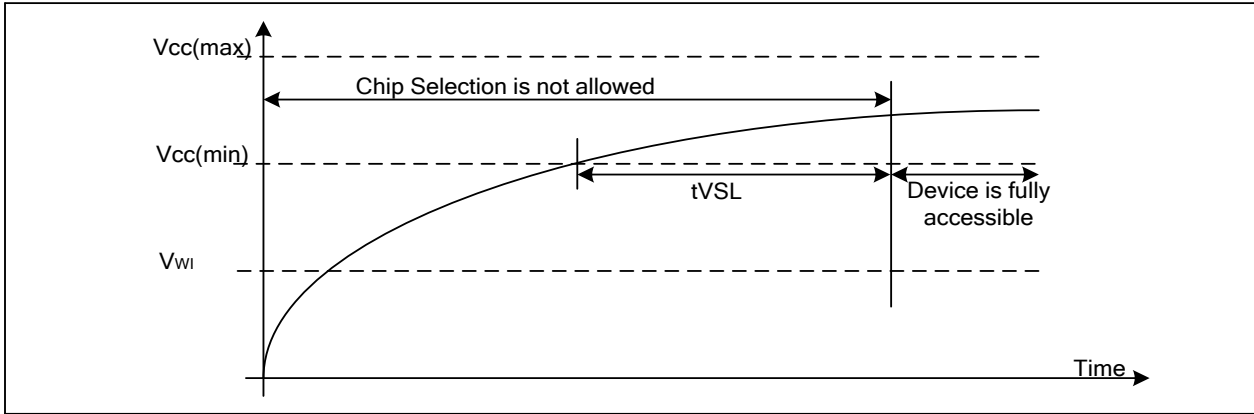 Vcc(max)
Chip Selection is not allowed
Vcc(min)
tVSL
Device is fully
accessible
VWI
Time